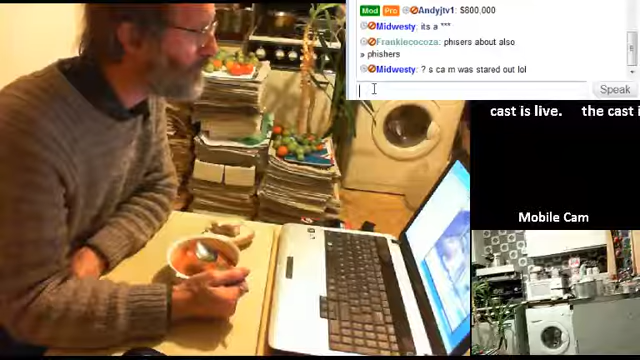 Mod Pro Andyjtv1: $800,000
Midwesty: its a ***
Frankiecocoza: phisers about also
» phishers
Midwesty: ? s ca m was stared out lol
Speak
cast is live. the cast i
Mobile Cam